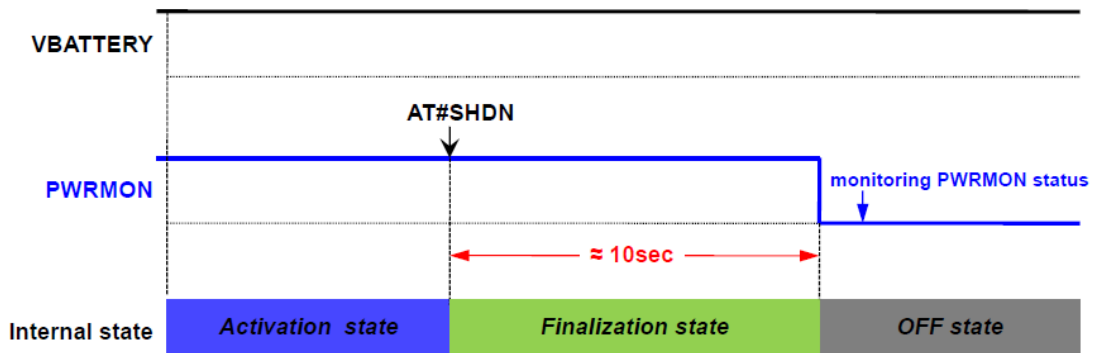 VBATTERY
AT#SHDN
PWRMON
monitoring PWRMON status
≈ 10sec
Internal state
Activation state
Finalization state
OFF state